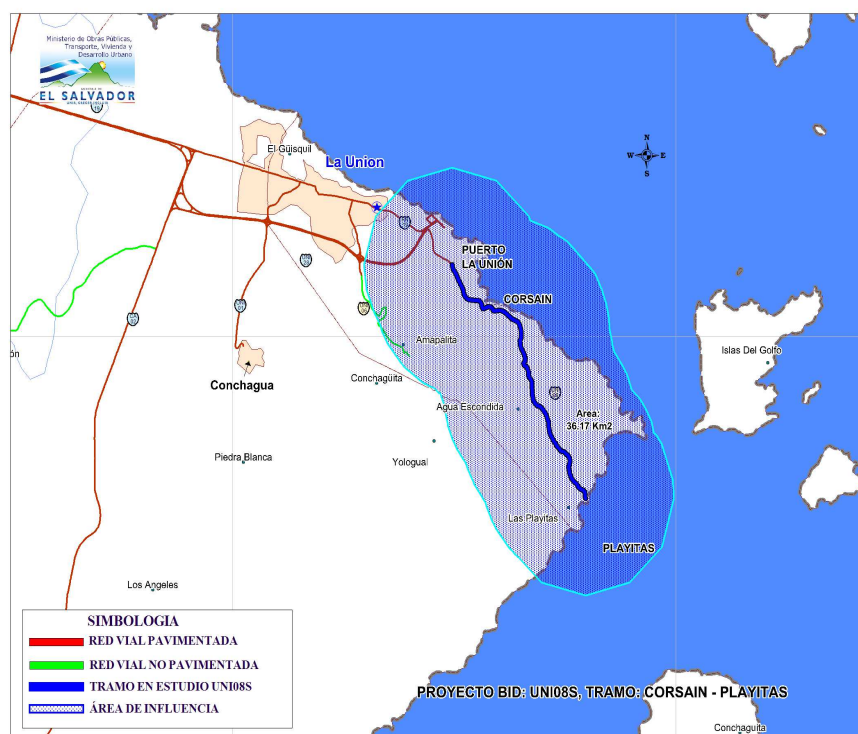 Ministerio de Obras Públicas,
Transporte, Vivienda y
Desarrollo Urbano
EL SALVADOR
El Güisquil
La Union
N
W E
S
PUERTO
LA UNIÓN
CORSAIN
Amapalita
Islas Del Golfo
Conchagua
Conchagüita
Agua Escondida
Area:
36.17 Km2
Piedra Blanca
Yologual
Las Playitas
PLAYITAS
Los Angeles
SIMBOLOGIA
RED VIAL PAVIMENTADA
RED VIAL NO PAVIMENTADA
TRAMO EN ESTUDIO UNI08S
ÁREA DE INFLUENCIA
PROYECTO BID: UNI08S, TRAMO: CORSAIN - PLAYITAS
Conchaguita